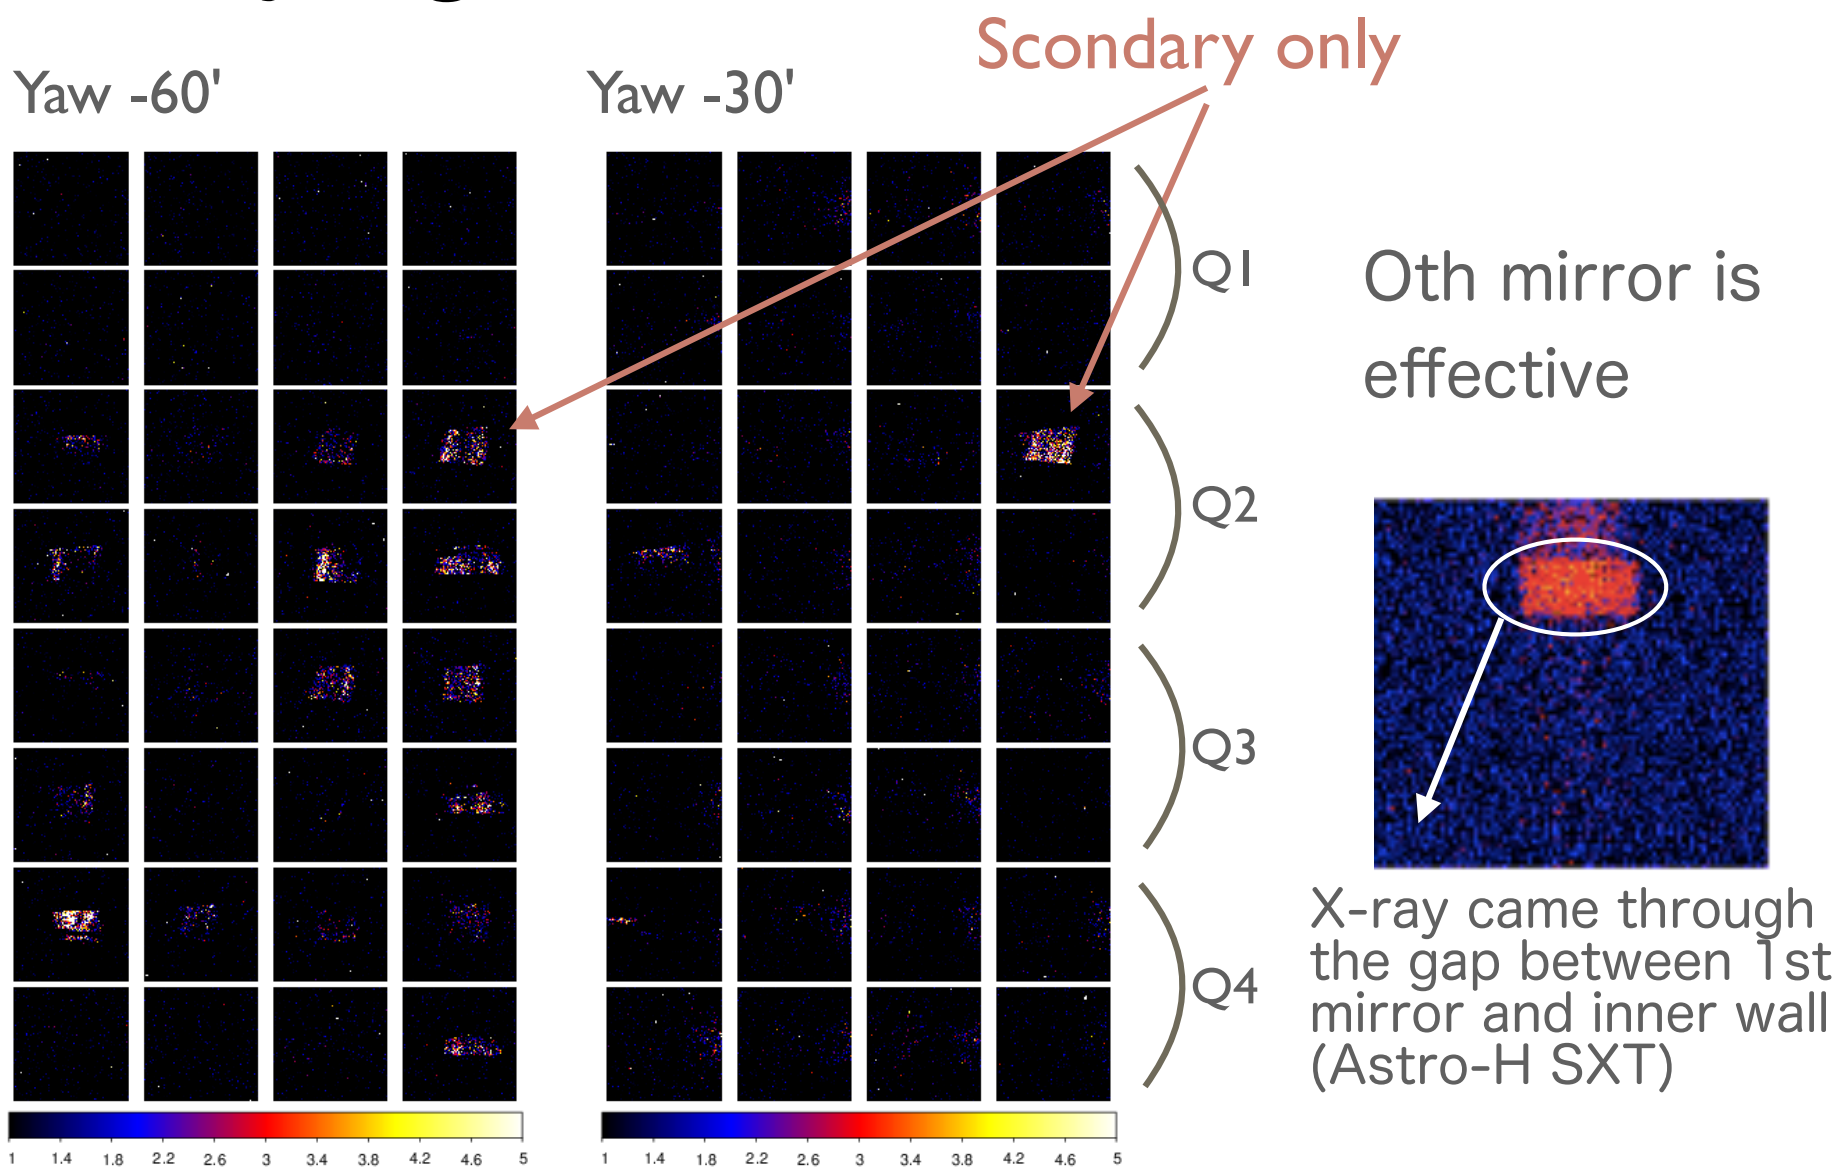 Scondary only
Yaw -60'
Yaw -30'
Q1
Q2
Q3
Q4
0th mirror is
effective
X-ray came through
the gap between 1st
mirror and inner wall
(Astro-H SXT)
1 1.4 1.8 2.2 2.6 3 3.4 3.8 4.2 4.6 5
1 1.4 1.8 2.2 2.6 3 3.4 3.8 4.2 4.6 5